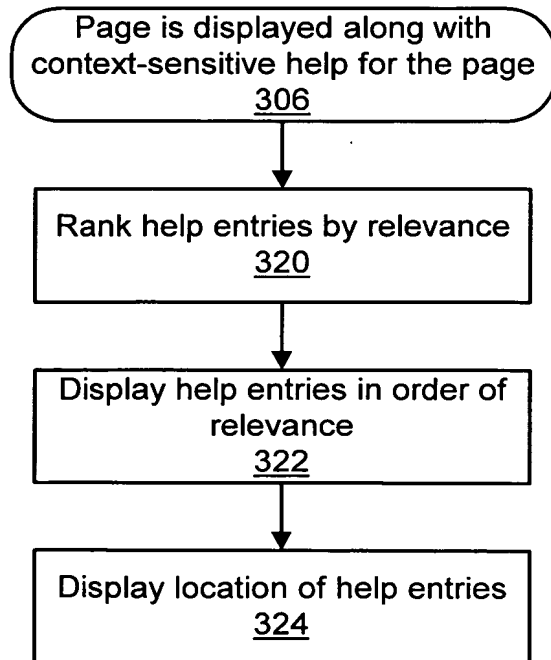 Page is displayed along with
context-sensitive help for the page
306
Rank help entries by relevance
320
Display help entries in order of
relevance
322
Display location of help entries
324